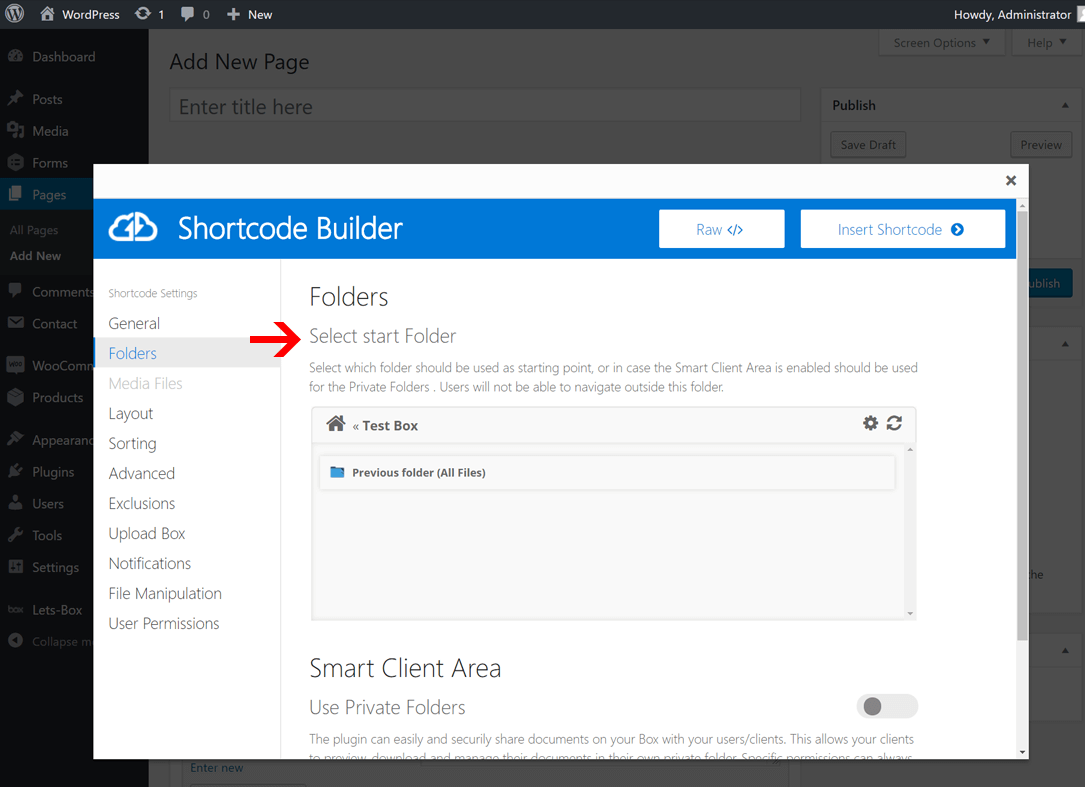 WordPress
1
0
New
Howdy, Administrator
Dashboard
Posts
Media
Forms
Pages
All Pages
Add New
Comments
Contact
WooComm
Products
Appearanc
Plugins
Users
Tools
Settings
box
Lets-Box
Collapse m
Screen Options
Help
Add New Page
Enter title here
Publish
Save Draft
Preview
ublish
he
Enter new
Shortcode Builder
Raw </>
Insert Shortcode
Shortcode Settings
General
Folders
Media Files
Layout
Sorting
Advanced
Exclusions
Upload Box
Notifications
File Manipulation
User Permissions
Folders
Select start Folder
Select which folder should be used as starting point, or in case the Smart Client Area is enabled should be used
for the Private Folders . Users will not be able to navigate outside this folder.
« Test Box
Previous folder (All Files)
Smart Client Area
Use Private Folders
The plugin can easily and securily share documents on your Box with your users/clients. This allows your clients
to preview, download and manage their documents in their own private folder. Specific permissions can always